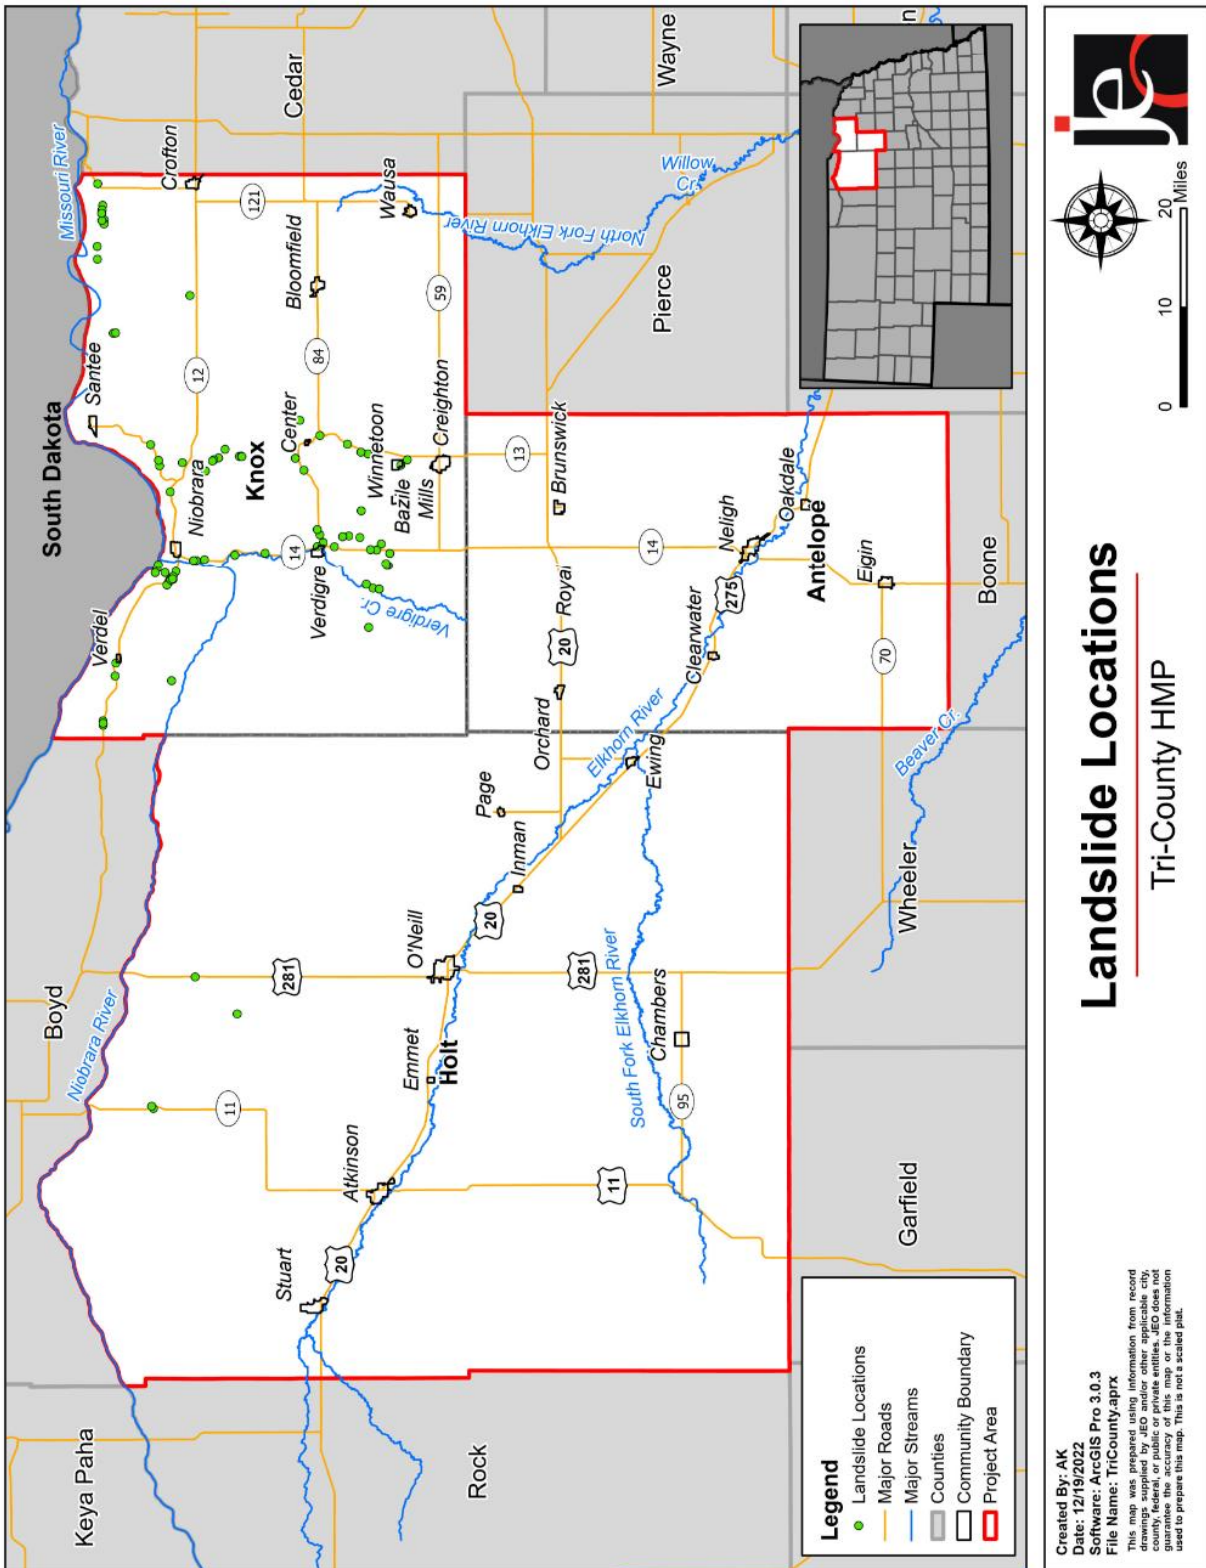 South Dakota
Missouri River
Boyd
Keya Paha
Niobrara River
Verdel
Niobrara
Santee
Crofton
Cedar
12
121
Knox
11
281
14
Center
84
Bloomfield
Verdigre
Verdigre Cr.
Winnetoon
Bazile
Mills
Creighton
59
Wausa
Stuart
20
Atkinson
Emmet
Holt
O'Neill
20
Inman
Page
Rock
North Fork Elkhorn River
Willow
Cr.
Wayne
Pierce
13
Brunswick
Royal
20
Orchard
Elkhorn River
Ewing
11
281
South Fork Elkhorn River
Chambers
95
14
Clearwater
275
Neligh
Oakdale
Antelope
Elgin
70
Boone
Beaver Cr.
Wheeler
Garfield
Legend
Landslide Locations
Major Roads
Major Streams
Counties
Community Boundary
Project Area
Created By: AK
Date: 12/19/2022
Software: ArcGIS Pro 3.0.3
File Name: TriCounty.aprx
This map was prepared using information from record
drawings supplied by JEO and/or other applicable city,
county, federal, or public or private entities. JEO does not
guarantee the accuracy of this map or the information
used to prepare this map. This is not a scaled plat.
Landslide Locations
Tri-County HMP
0 10 20
Miles
jeo